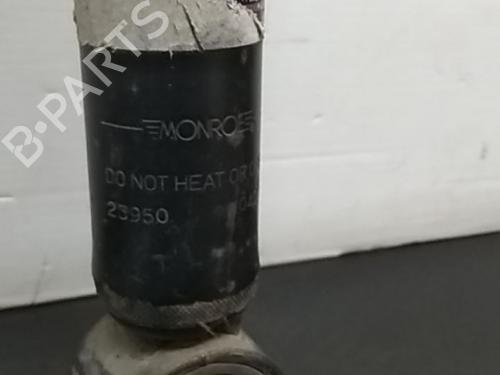 B-PARTS
MONROE
DO NOT HEAT OR
23950